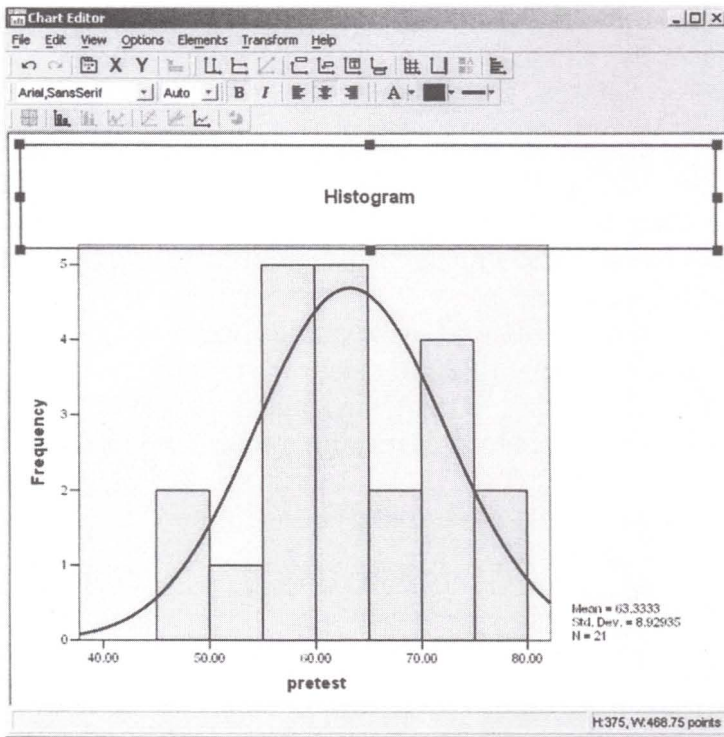 Chart Editor
File Edit View Options Elements Transform Help
X Y
Arial,SansSerif Auto B I A
Histogram
5
4
3
2
1
0
Frequency
40.00 50.00 60.00 70.00 80.00
pretest
Mean = 63.3333
Std. Dev. = 8.92935
N = 21
H:375, W:468.75 points